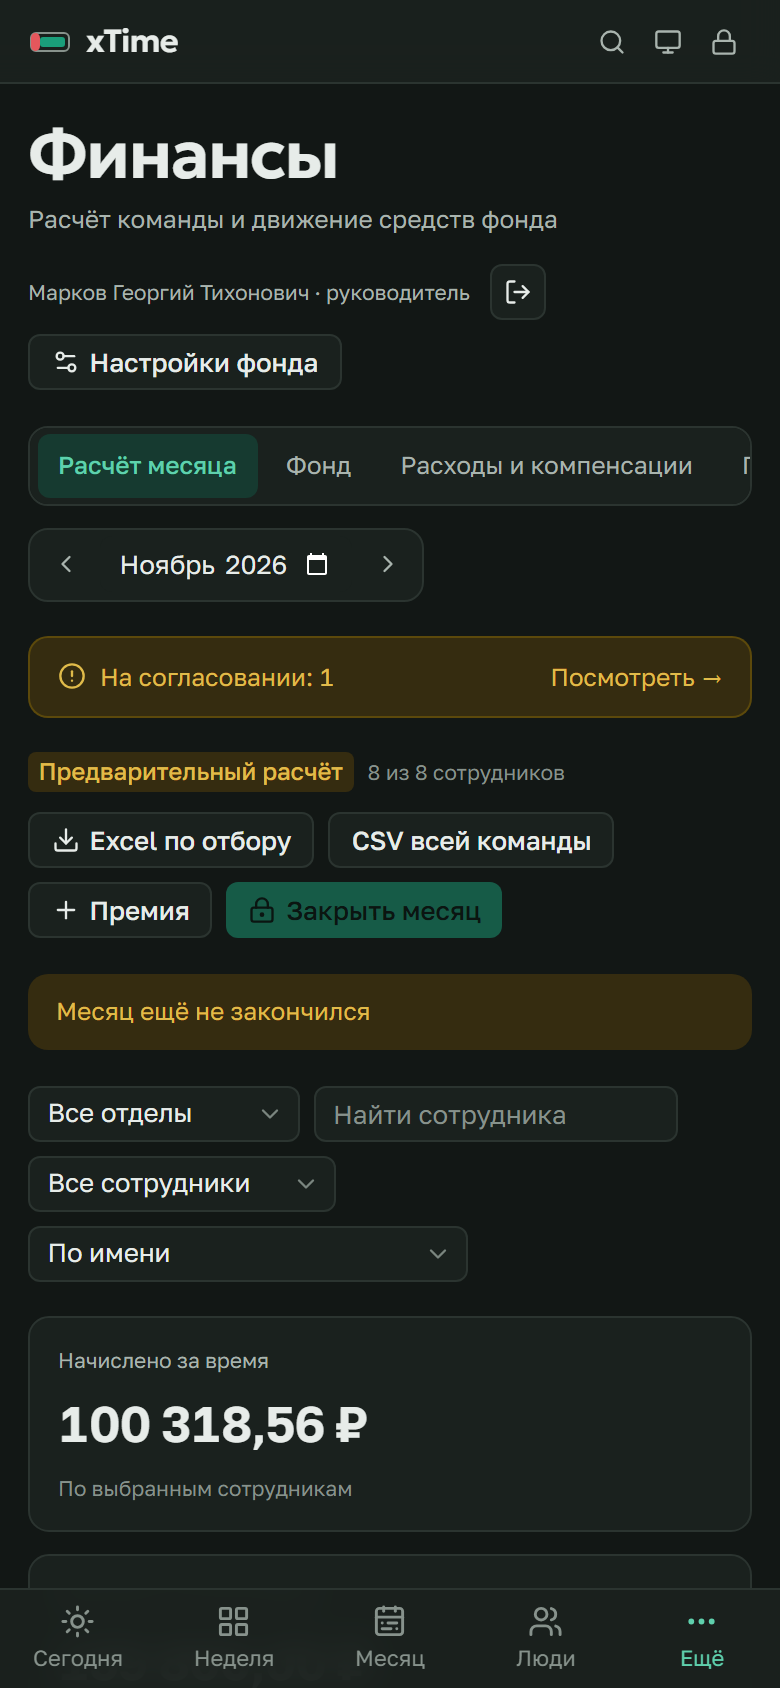 xTime
Финансы
Расчёт команды и движение средств фонда
Марков Георгий Тихонович · руководитель
Настройки фонда
Расчёт месяца Фонд Расходы и компенсации
Ноябрь 2026
На согласовании: 1 Посмотреть →
Предварительный расчёт 8 из 8 сотрудников
Excel по отбору CSV всей команды
+ Премия Закрыть месяц
Месяц ещё не закончился
Все отделы Найти сотрудника
Все сотрудники
По имени
Начислено за время
100 318,56 ₽
По выбранным сотрудникам
Сегодня Неделя Месяц Люди Ещё